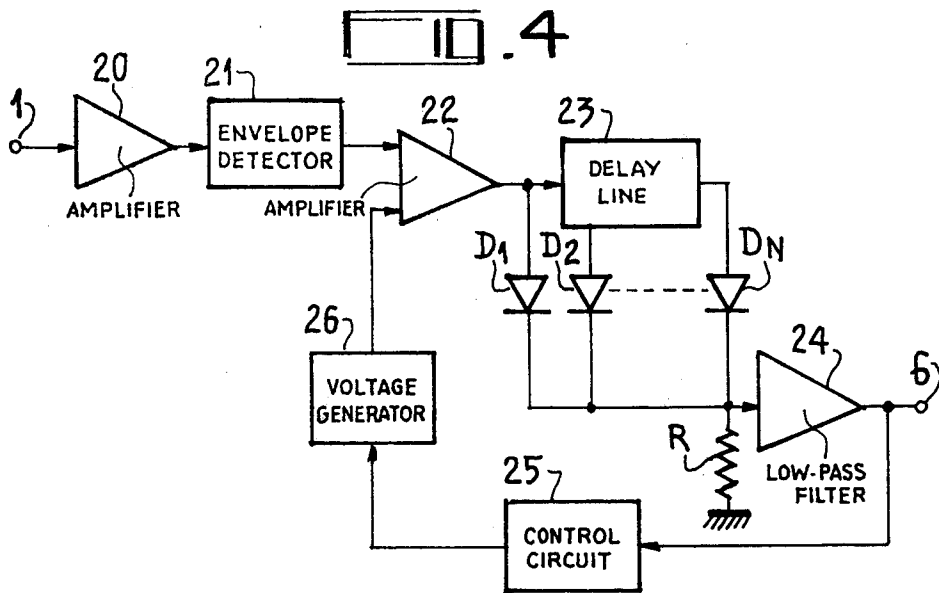 .4
20
21
1
22
23
ENVELOPE
DETECTOR
DELAY
LINE
AMPLIFIER
AMPLIFIER
D1
D2
DN
26
24
6
VOLTAGE
GENERATOR
R
LOW-PASS
FILTER
25
CONTROL
CIRCUIT